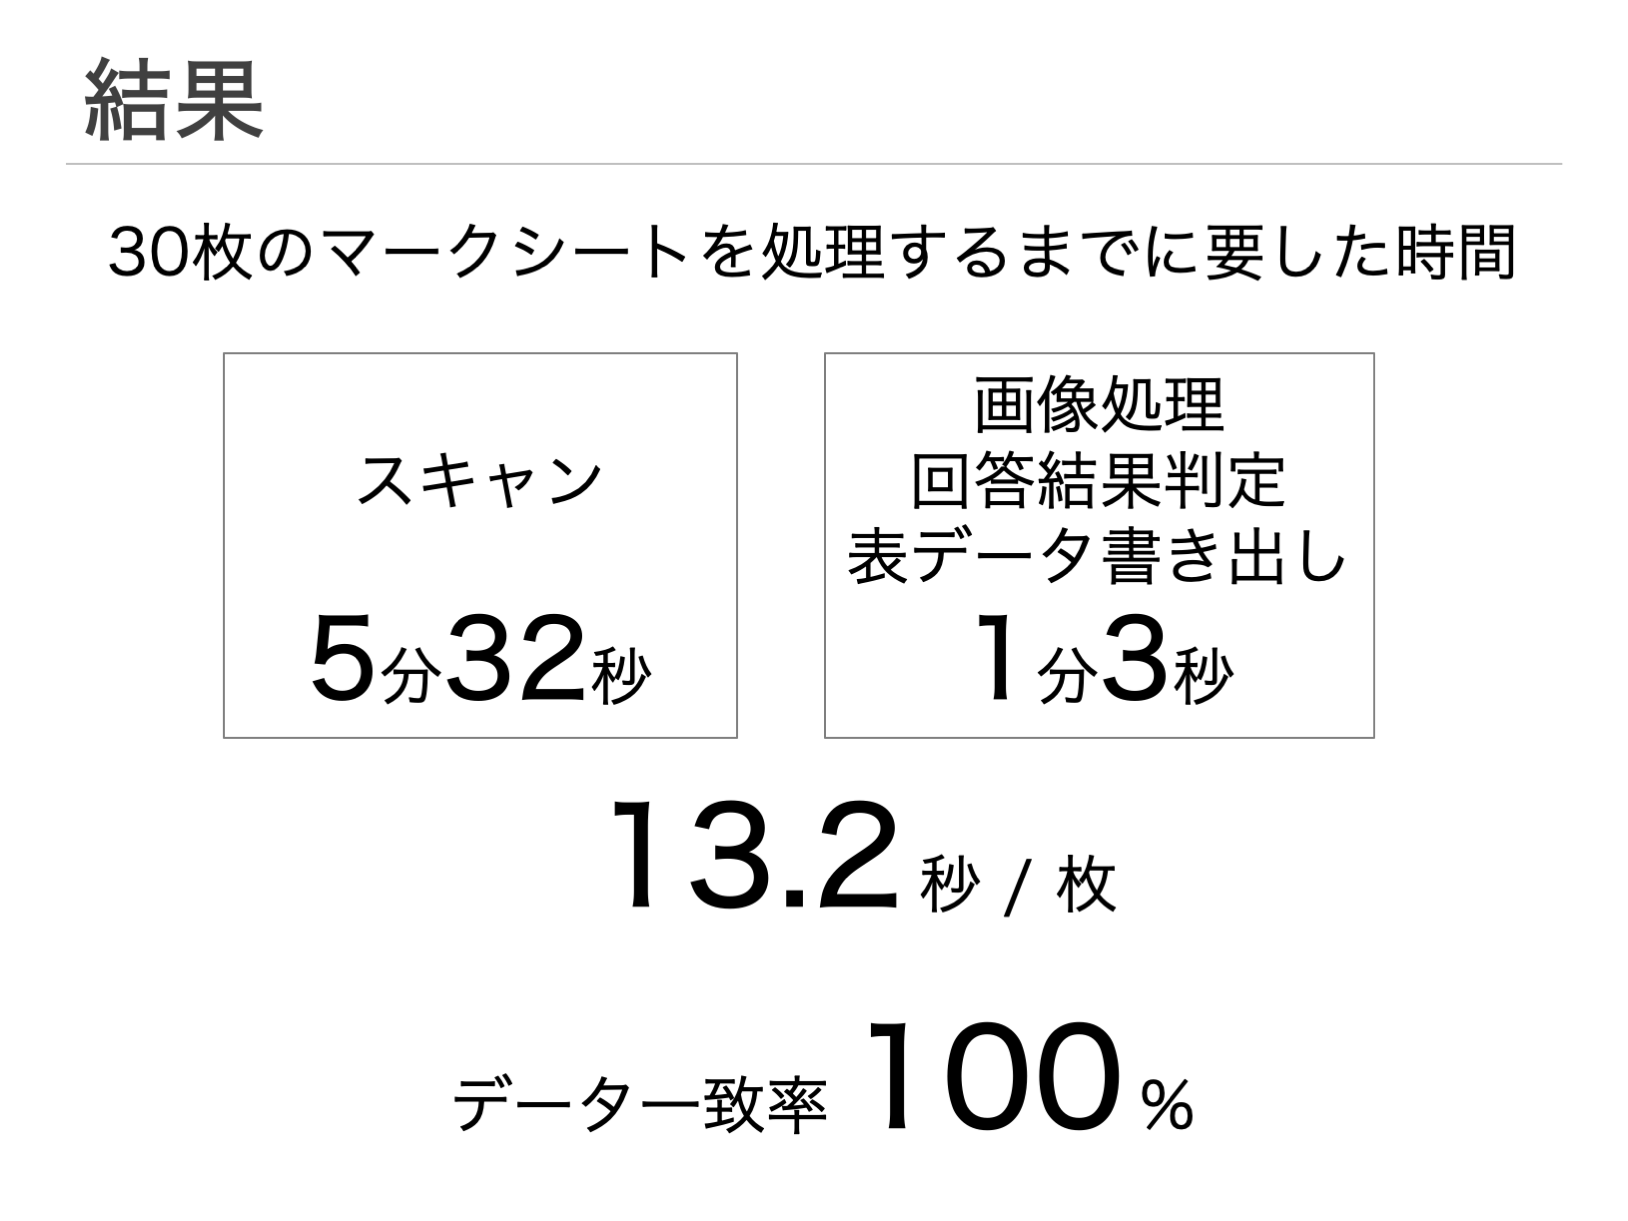 結果
30枚のマークシートを処理するまでに要した時間
スキャン
5分32秒
画像処理
回答結果判定
表データ書き出し
1分3秒
13.2 秒 / 枚
データ一致率 100 %